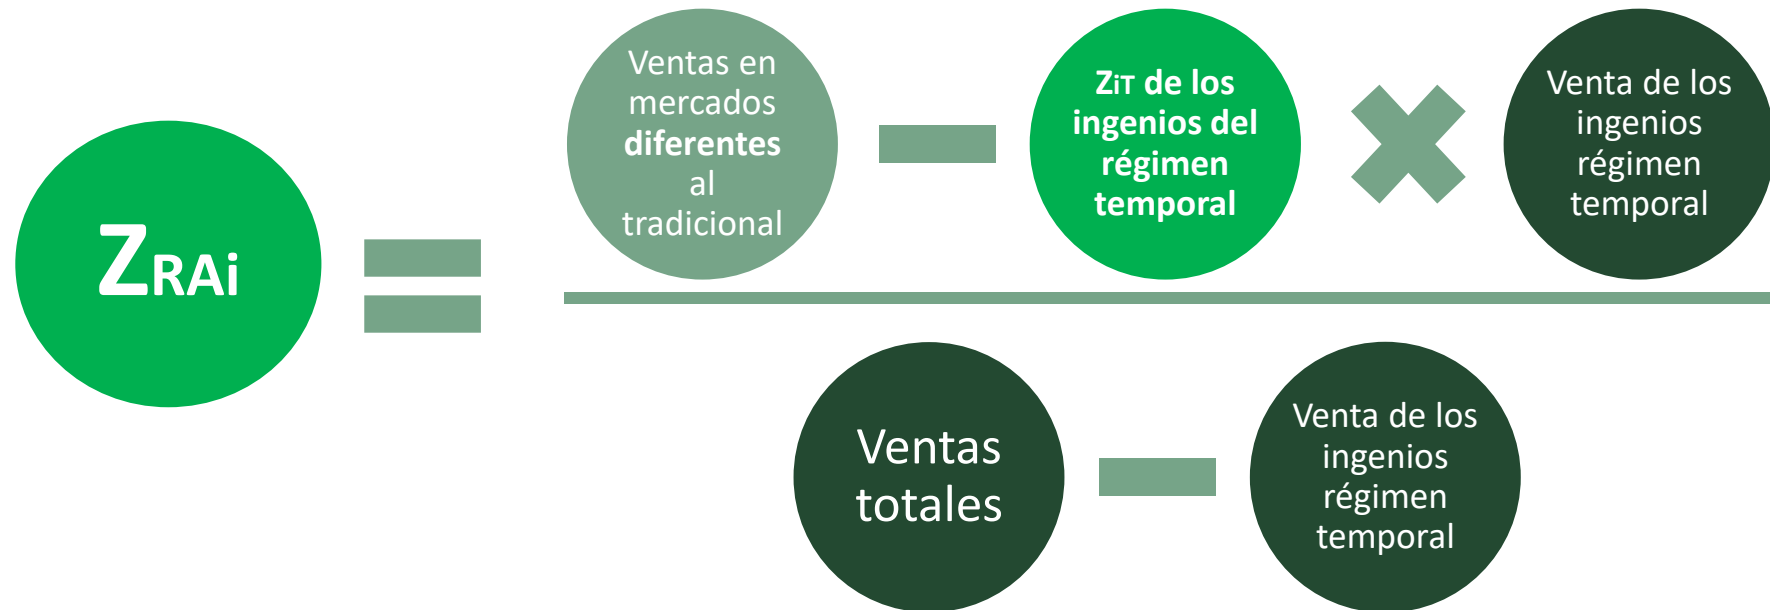 ZRAi
Ventas en
mercados
diferentes
al
tradicional
ZiT de los
ingenios del
régimen
temporal
Venta de los
ingenios
régimen
temporal
Ventas
totales
Venta de los
ingenios
régimen
temporal